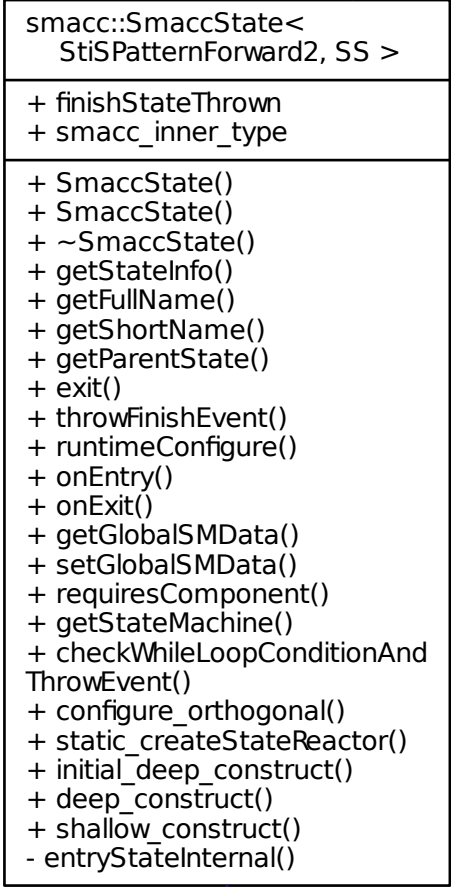 smacc::SmaccState<
StiSPatternForward2, SS >
+ finishStateThrown
+ smacc_inner_type
+ SmaccState()
+ SmaccState()
+ ~SmaccState()
+ getStateInfo()
+ getFullName()
+ getShortName()
+ getParentState()
+ exit()
+ throwFinishEvent()
+ runtimeConfigure()
+ onEntry()
+ onExit()
+ getGlobalSMData()
+ setGlobalSMData()
+ requiresComponent()
+ getStateMachine()
+ checkWhileLoopConditionAnd
ThrowEvent()
+ configure_orthogonal()
+ static_createStateReactor()
+ initial_deep_construct()
+ deep_construct()
+ shallow_construct()
- entryStateInternal()